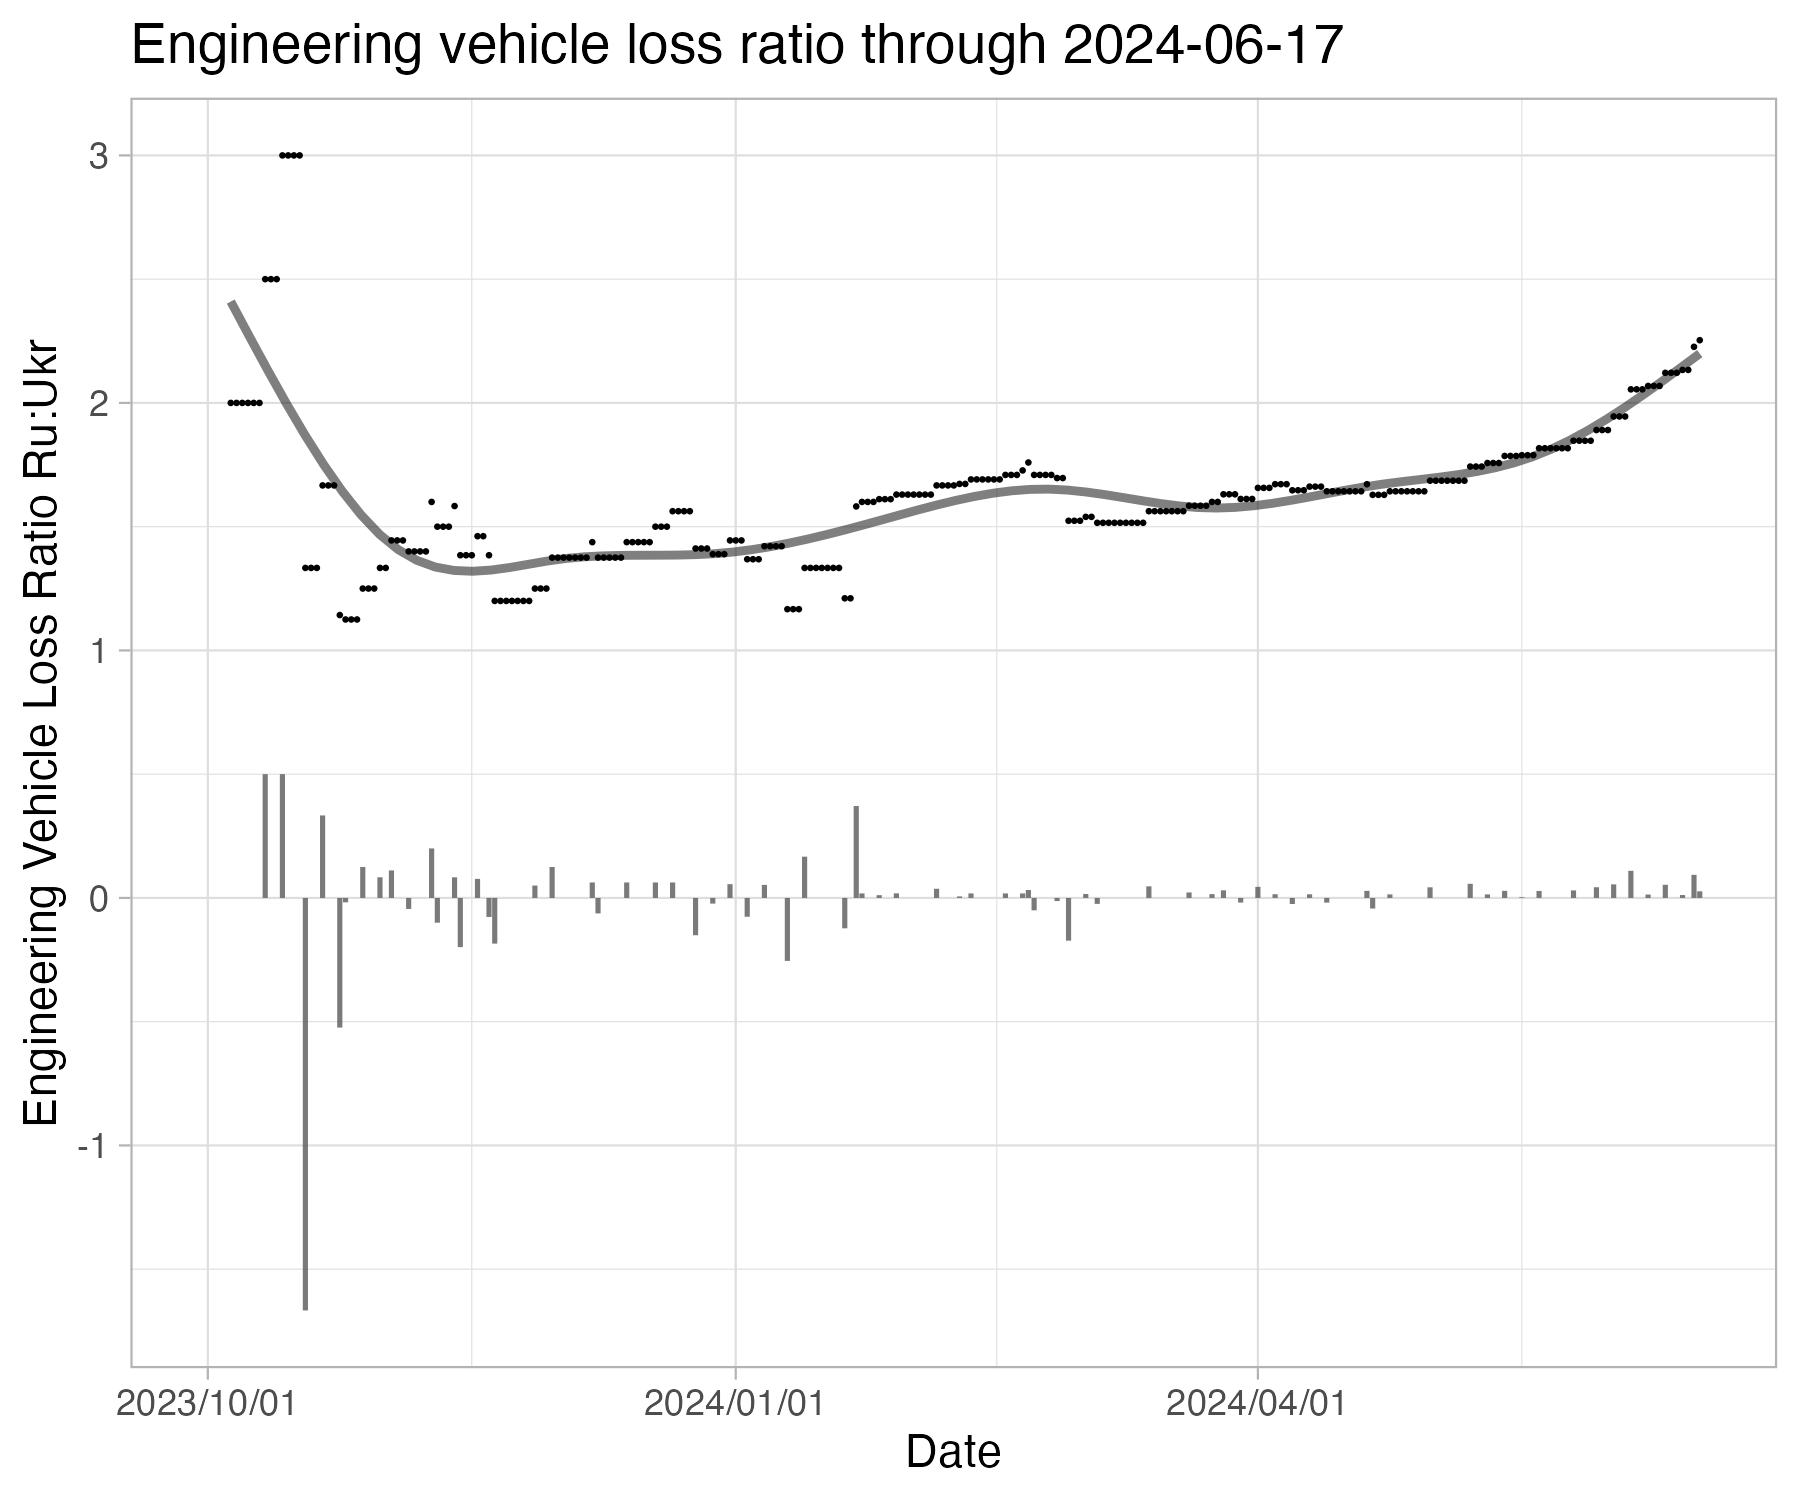 Engineering vehicle loss ratio through 2024-06-17
Engineering Vehicle Loss Ratio Ru:Ukr
3
2
1
0
-1
2023/10/01
2024/01/01
2024/04/01
Date